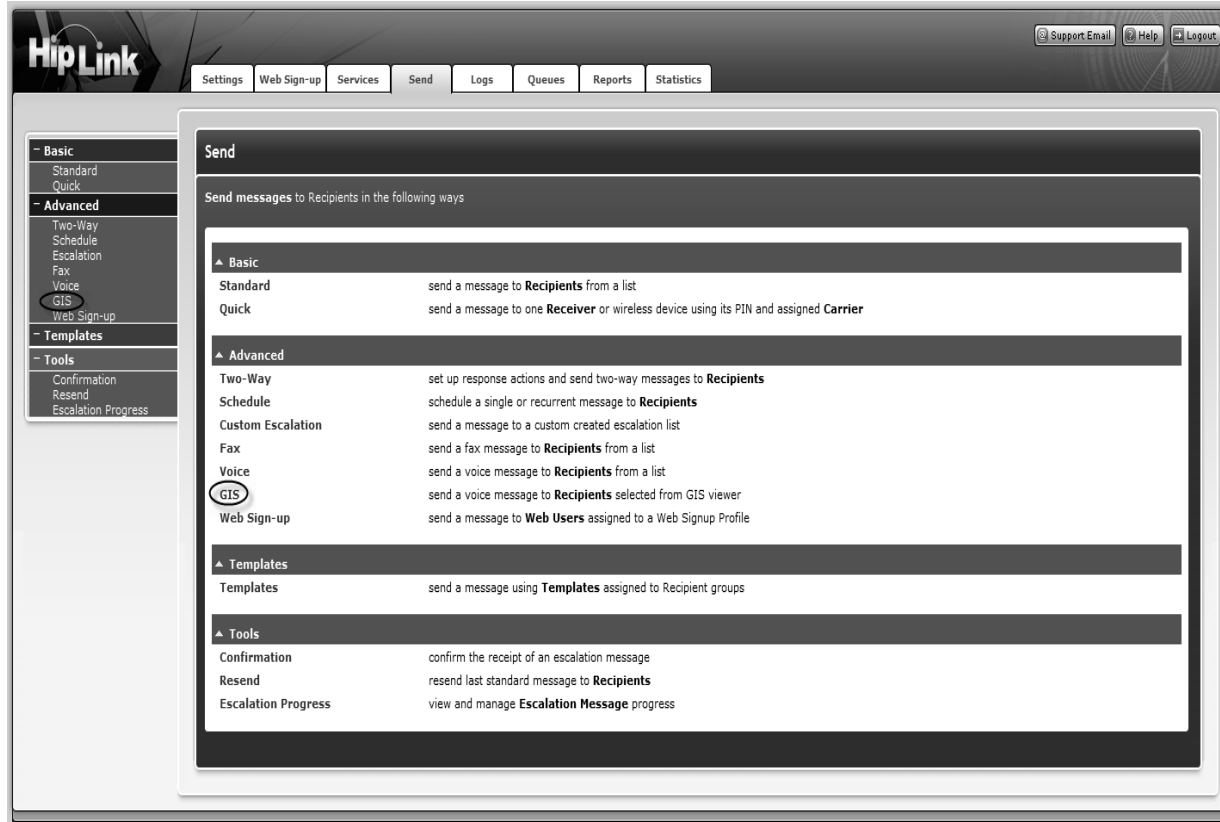 HipLink
Support Email Help Logout
Settings Web Sign-up Services Send Logs Queues Reports Statistics
− Basic
Standard
Quick
− Advanced
Two-Way
Schedule
Escalation
Fax
Voice
GIS
Web Sign-up
− Templates
− Tools
Confirmation
Resend
Escalation Progress
Send
Send messages to Recipients in the following ways
Basic
Standard send a message to Recipients from a list
Quick send a message to one Receiver or wireless device using its PIN and assigned Carrier
Advanced
Two-Way set up response actions and send two-way messages to Recipients
Schedule schedule a single or recurrent message to Recipients
Custom Escalation send a message to a custom created escalation list
Fax send a fax message to Recipients from a list
Voice send a voice message to Recipients from a list
GIS send a voice message to Recipients selected from GIS viewer
Web Sign-up send a message to Web Users assigned to a Web Signup Profile
Templates
Templates send a message using Templates assigned to Recipient groups
Tools
Confirmation confirm the receipt of an escalation message
Resend resend last standard message to Recipients
Escalation Progress view and manage Escalation Message progress